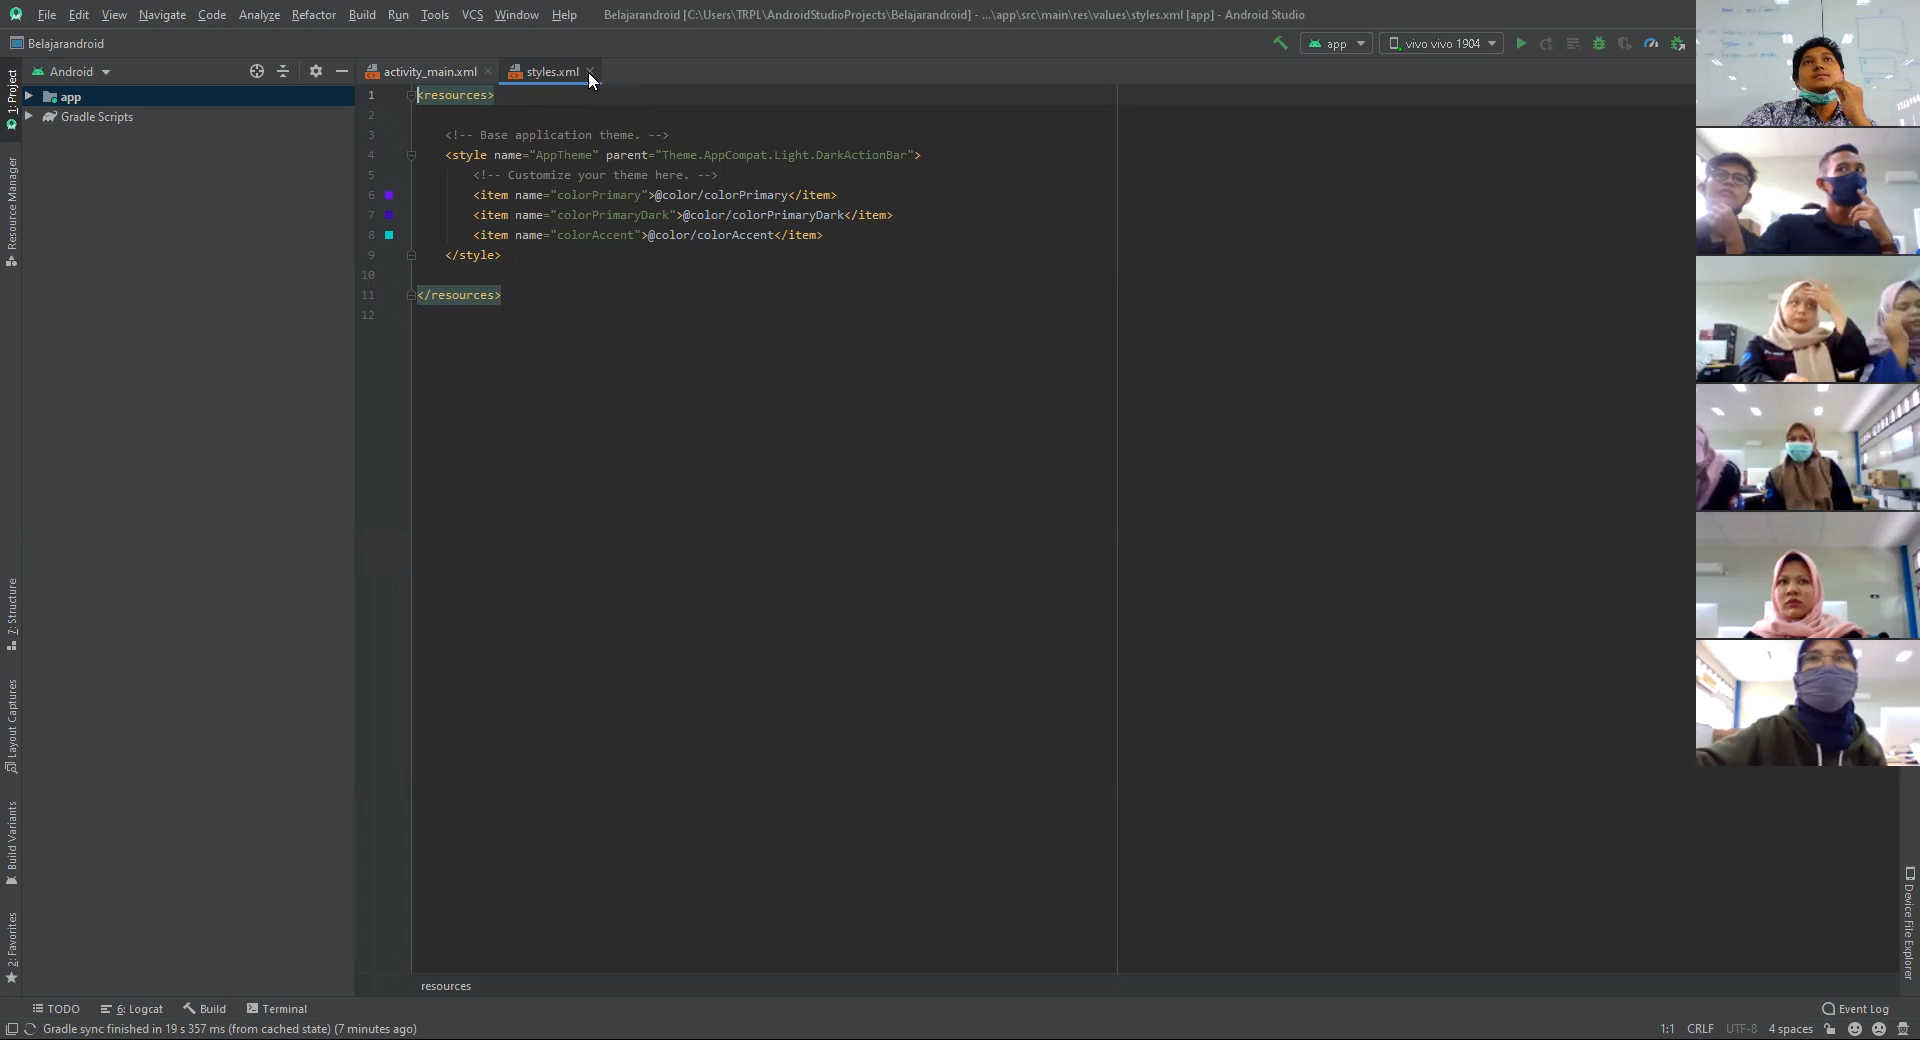 File Edit View Navigate Code Analyze Refactor Build Run Tools VCS Window Help Belajarandroid [C:\Users\TRPL\AndroidStudioProjects\Belajarandroid] - ...\app\src\main\res\values\styles.xml [app] - Android Studio
Belajarandroid app vivo vivo 1904
Android activity_main.xml styles.xml
app
Gradle Scripts
1: Project
Resource Manager
7: Structure
Layout Captures
Build Variants
2: Favorites
1 <resources>
2
3 <!-- Base application theme. -->
4 <style name="AppTheme" parent="Theme.AppCompat.Light.DarkActionBar">
5 <!-- Customize your theme here. -->
6 <item name="colorPrimary">@color/colorPrimary</item>
7 <item name="colorPrimaryDark">@color/colorPrimaryDark</item>
8 <item name="colorAccent">@color/colorAccent</item>
9 </style>
10
11 </resources>
12
Device File Explorer
resources
TODO 6: Logcat Build Terminal Event Log
Gradle sync finished in 19 s 357 ms (from cached state) (7 minutes ago) 1:1 CRLF UTF-8 4 spaces